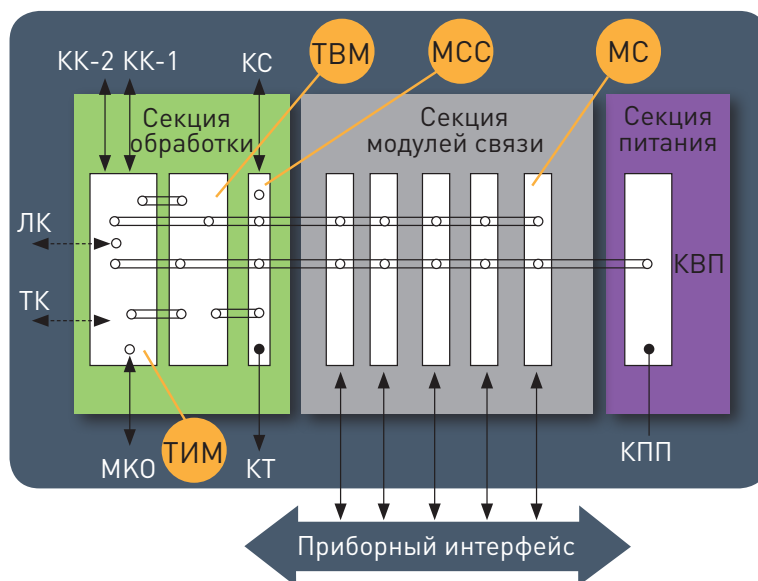 КК-2 КК-1
КС
ТВМ
МСС
МС
Секция
обработки
Секция
модулей связи
Секция
питания
ЛК
КВП
ТК
ТИМ
МКО
КТ
КПП
Приборный интерфейс